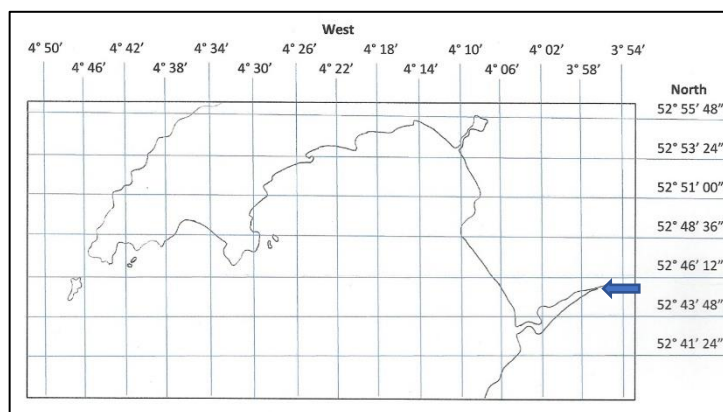 West
4° 50′ 4° 42′ 4° 34′ 4° 26′ 4° 18′ 4° 10′ 4° 02′ 3° 54′
4° 46′ 4° 38′ 4° 30′ 4° 22′ 4° 14′ 4° 06′ 3° 58′
North
52° 55′ 48″
52° 53′ 24″
52° 51′ 00″
52° 48′ 36″
52° 46′ 12″
52° 43′ 48″
52° 41′ 24″